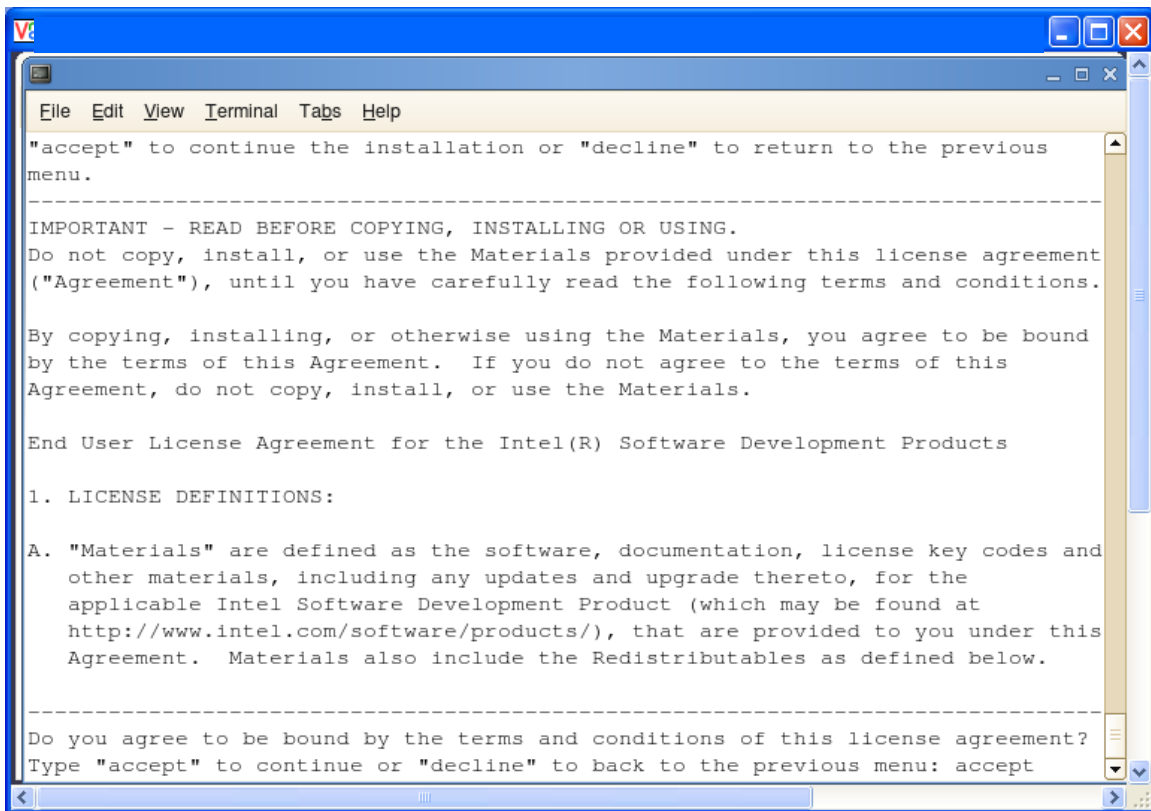 File Edit View Terminal Tabs Help
"accept" to continue the installation or "decline" to return to the previous
menu.
--------------------------------------------------------------------------------
IMPORTANT - READ BEFORE COPYING, INSTALLING OR USING.
Do not copy, install, or use the Materials provided under this license agreement
("Agreement"), until you have carefully read the following terms and conditions.
By copying, installing, or otherwise using the Materials, you agree to be bound
by the terms of this Agreement.  If you do not agree to the terms of this
Agreement, do not copy, install, or use the Materials.
End User License Agreement for the Intel(R) Software Development Products
1. LICENSE DEFINITIONS:
A. "Materials" are defined as the software, documentation, license key codes and
other materials, including any updates and upgrade thereto, for the
applicable Intel Software Development Product (which may be found at
http://www.intel.com/software/products/), that are provided to you under this
Agreement.  Materials also include the Redistributables as defined below.
--------------------------------------------------------------------------------
Do you agree to be bound by the terms and conditions of this license agreement?
Type "accept" to continue or "decline" to back to the previous menu: accept